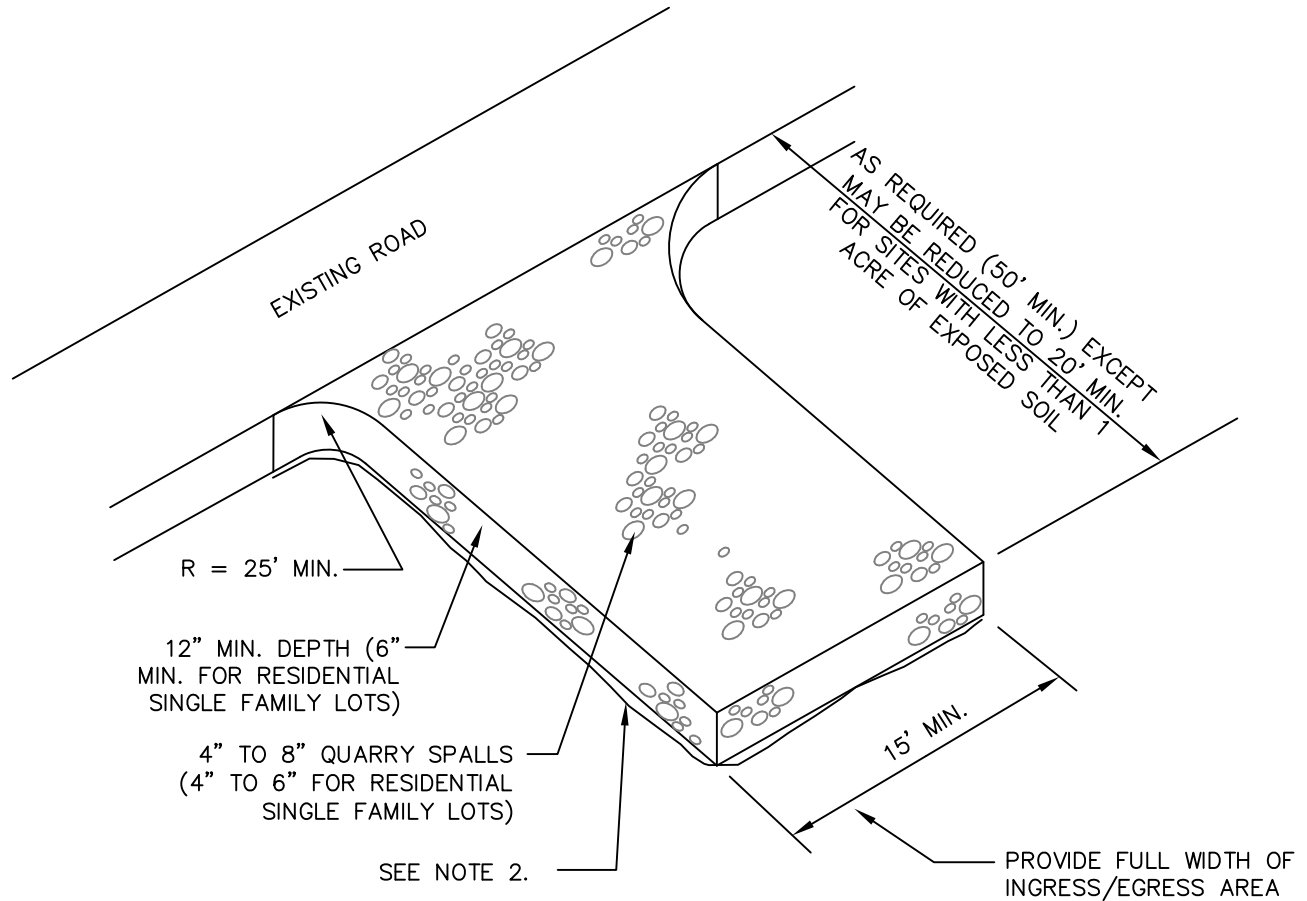 EXISTING ROAD
AS REQUIRED (50' MIN.) EXCEPT
MAY BE REDUCED TO 20' MIN.
FOR SITES WITH LESS THAN 1
ACRE OF EXPOSED SOIL
R = 25' MIN.
12" MIN. DEPTH (6"
MIN. FOR RESIDENTIAL
SINGLE FAMILY LOTS)
4" TO 8" QUARRY SPALLS
(4" TO 6" FOR RESIDENTIAL
SINGLE FAMILY LOTS)
SEE NOTE 2.
15' MIN.
PROVIDE FULL WIDTH OF
INGRESS/EGRESS AREA